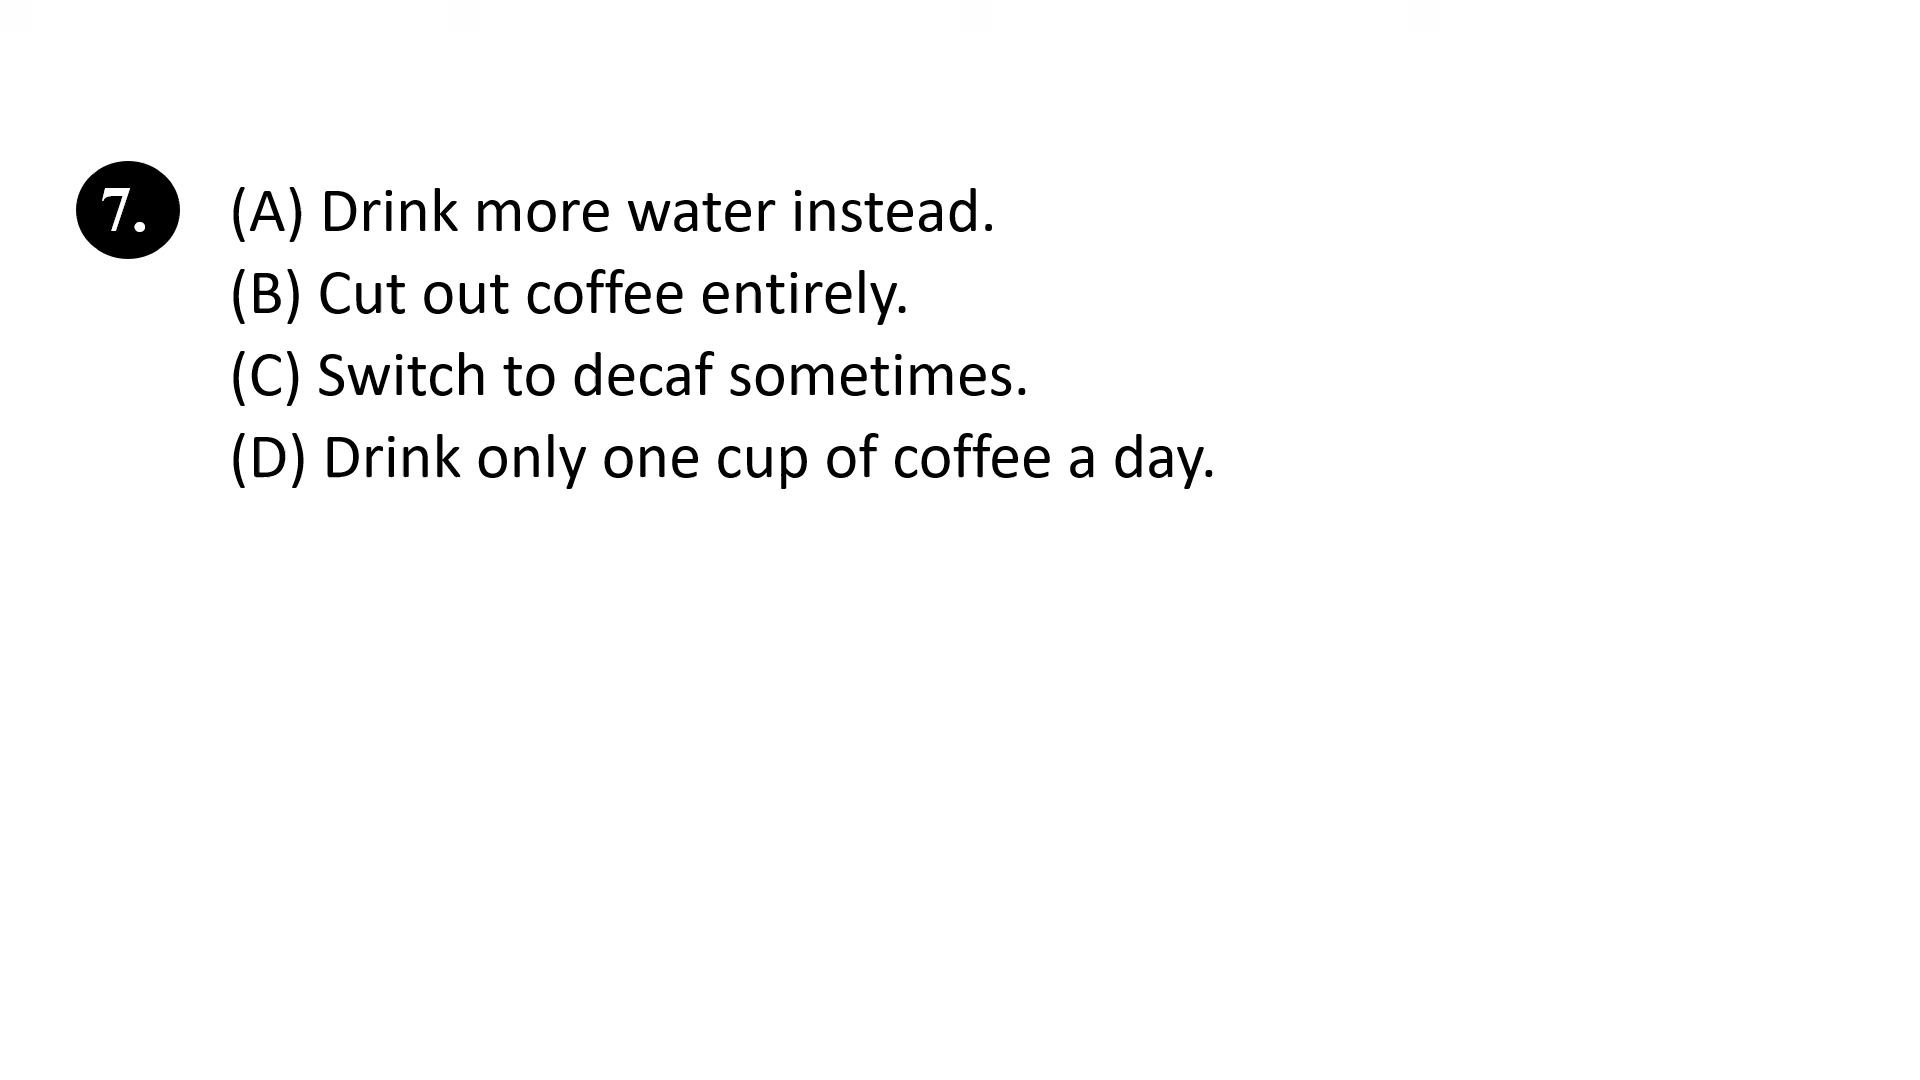 7. (A) Drink more water instead.
(B) Cut out coffee entirely.
(C) Switch to decaf sometimes.
(D) Drink only one cup of coffee a day.